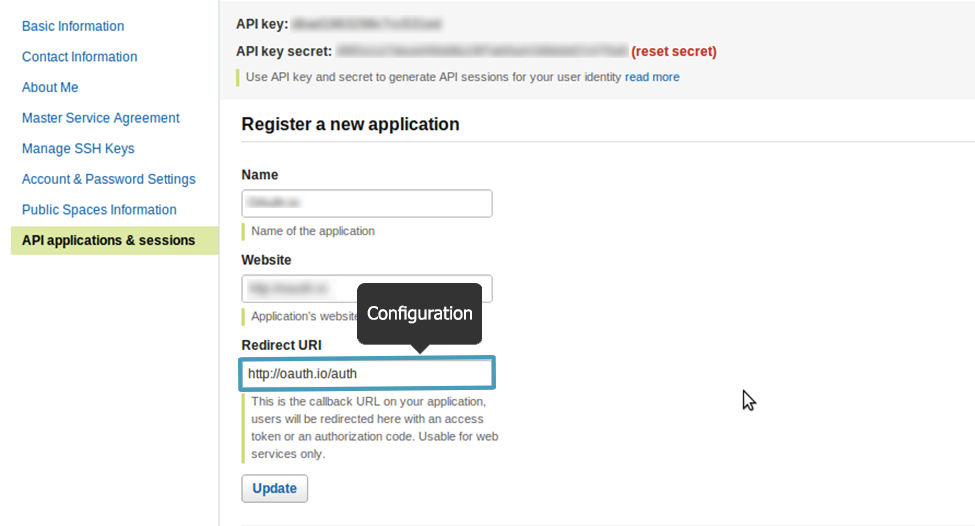 Basic Information
Contact Information
About Me
Master Service Agreement
Manage SSH Keys
Account & Password Settings
Public Spaces Information
API applications & sessions
API key:
API key secret: (reset secret)
Use API key and secret to generate API sessions for your user identity read more
Register a new application
Name
Name of the application
Website
Application's website
Configuration
Redirect URI
http://oauth.io/auth
This is the callback URL on your application,
users will be redirected here with an access
token or an authorization code. Usable for web
services only.
Update